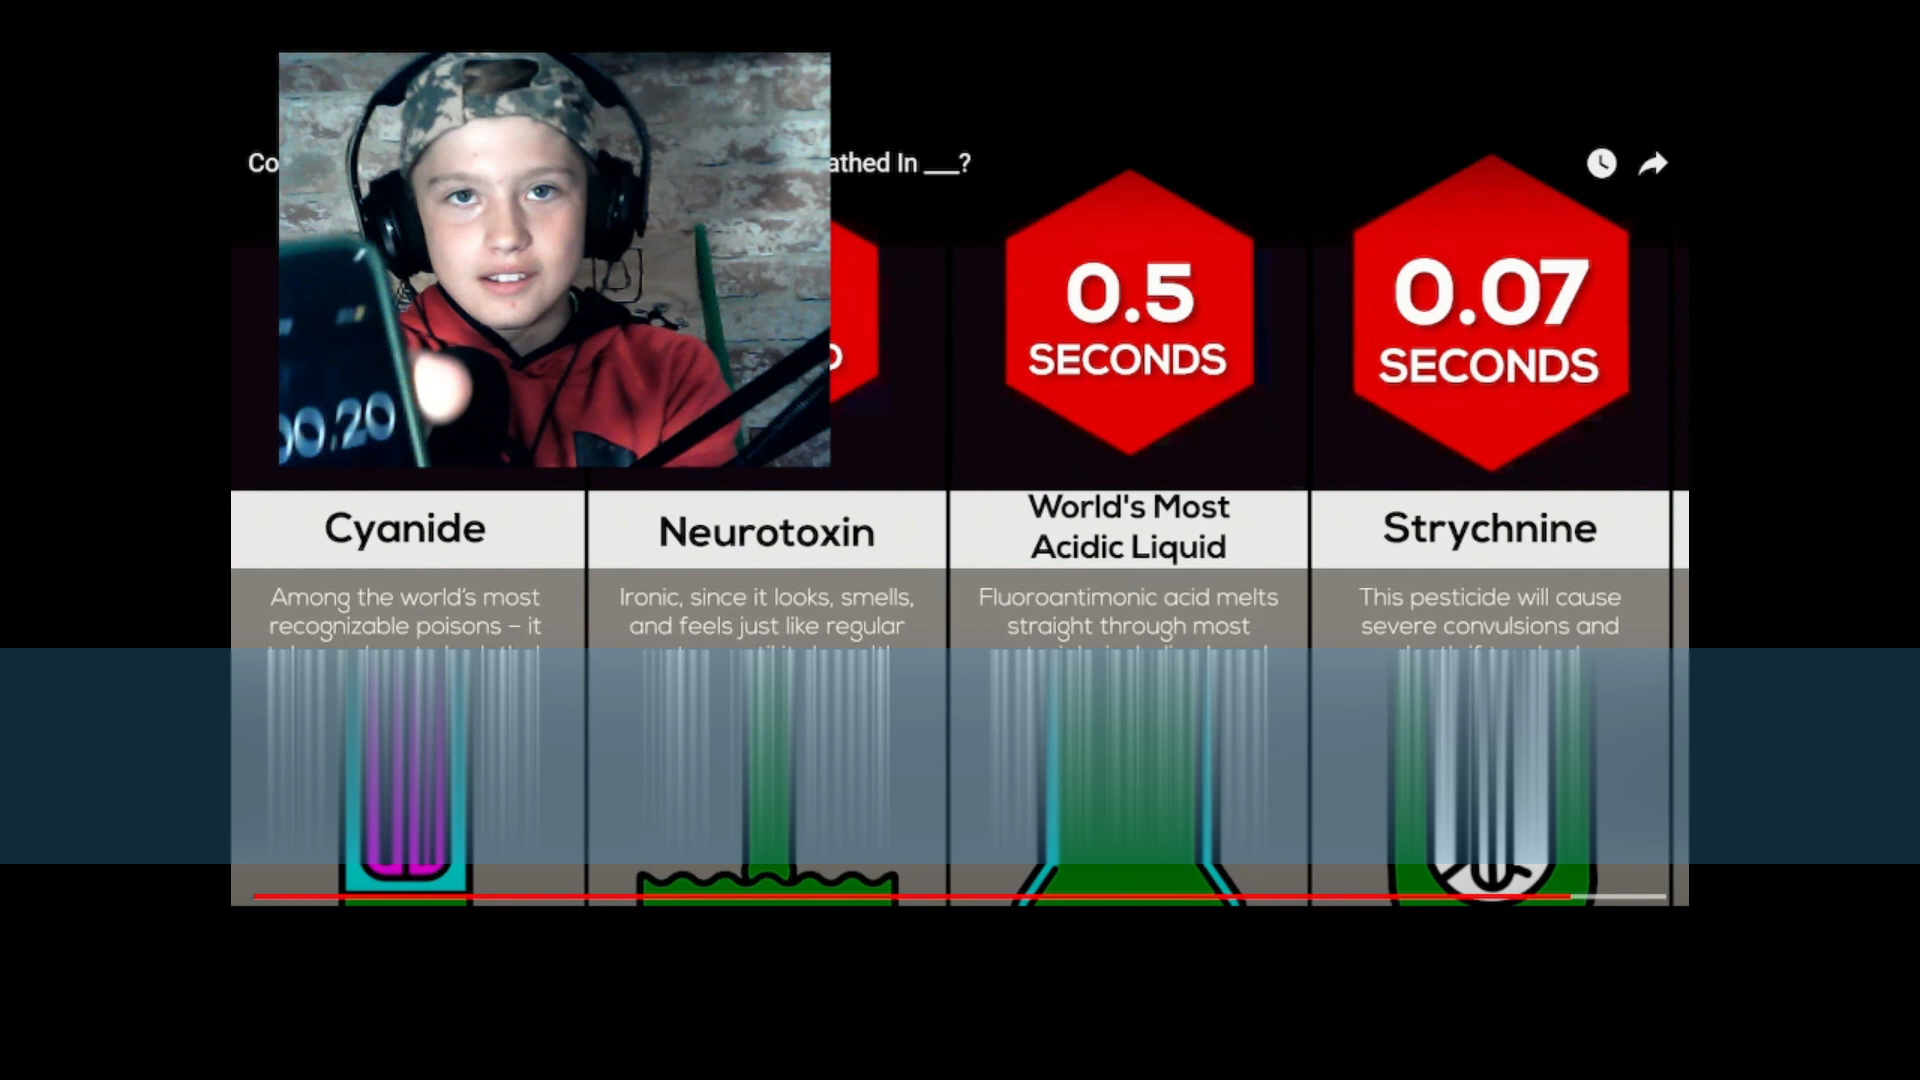 Co
athed In ___?
00:20
0.5
SECONDS
0.07
SECONDS
Cyanide
Neurotoxin
World's Most
Acidic Liquid
Strychnine
Among the world's most
recognizable poisons – it
Ironic, since it looks, smells,
and feels just like regular
Fluoroantimonic acid melts
straight through most
This pesticide will cause
severe convulsions and